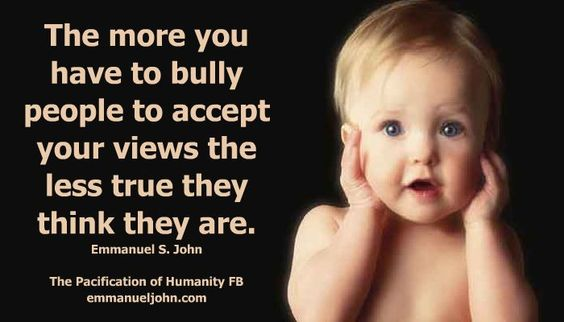 The more you
have to bully
people to accept
your views the
less true they
think they are.
Emmanuel S. John
The Pacification of Humanity FB
emmanueljohn.com